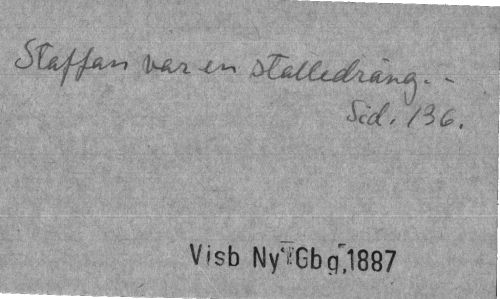 Staffan var en stalledräng. -
Sid. 136.
Visb Ny Gbg, 1887